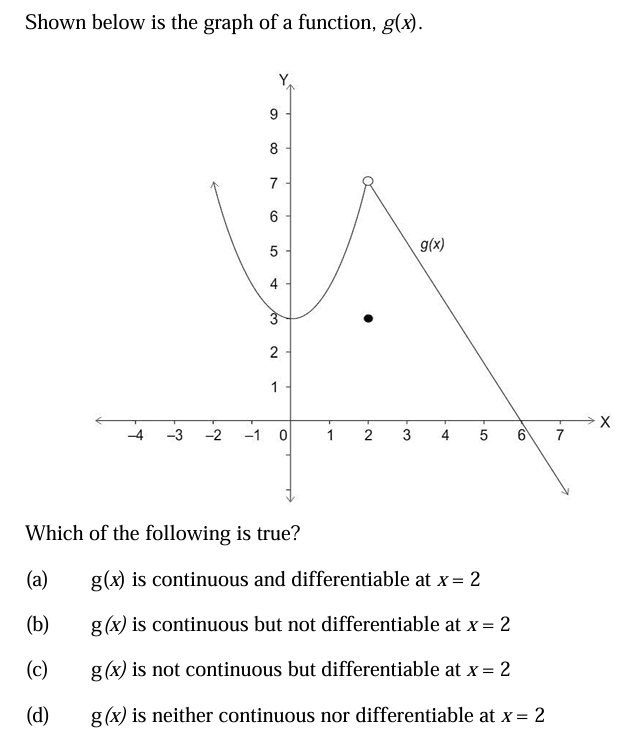 Shown below is the graph of a function, g(x).
Y
9
8
7
6
5
g(x)
4
3
2
1
X
–4 –3 –2 –1 0 1 2 3 4 5 6 7
Which of the following is true?
(a) g(x) is continuous and differentiable at x = 2
(b) g(x) is continuous but not differentiable at x = 2
(c) g(x) is not continuous but differentiable at x = 2
(d) g(x) is neither continuous nor differentiable at x = 2